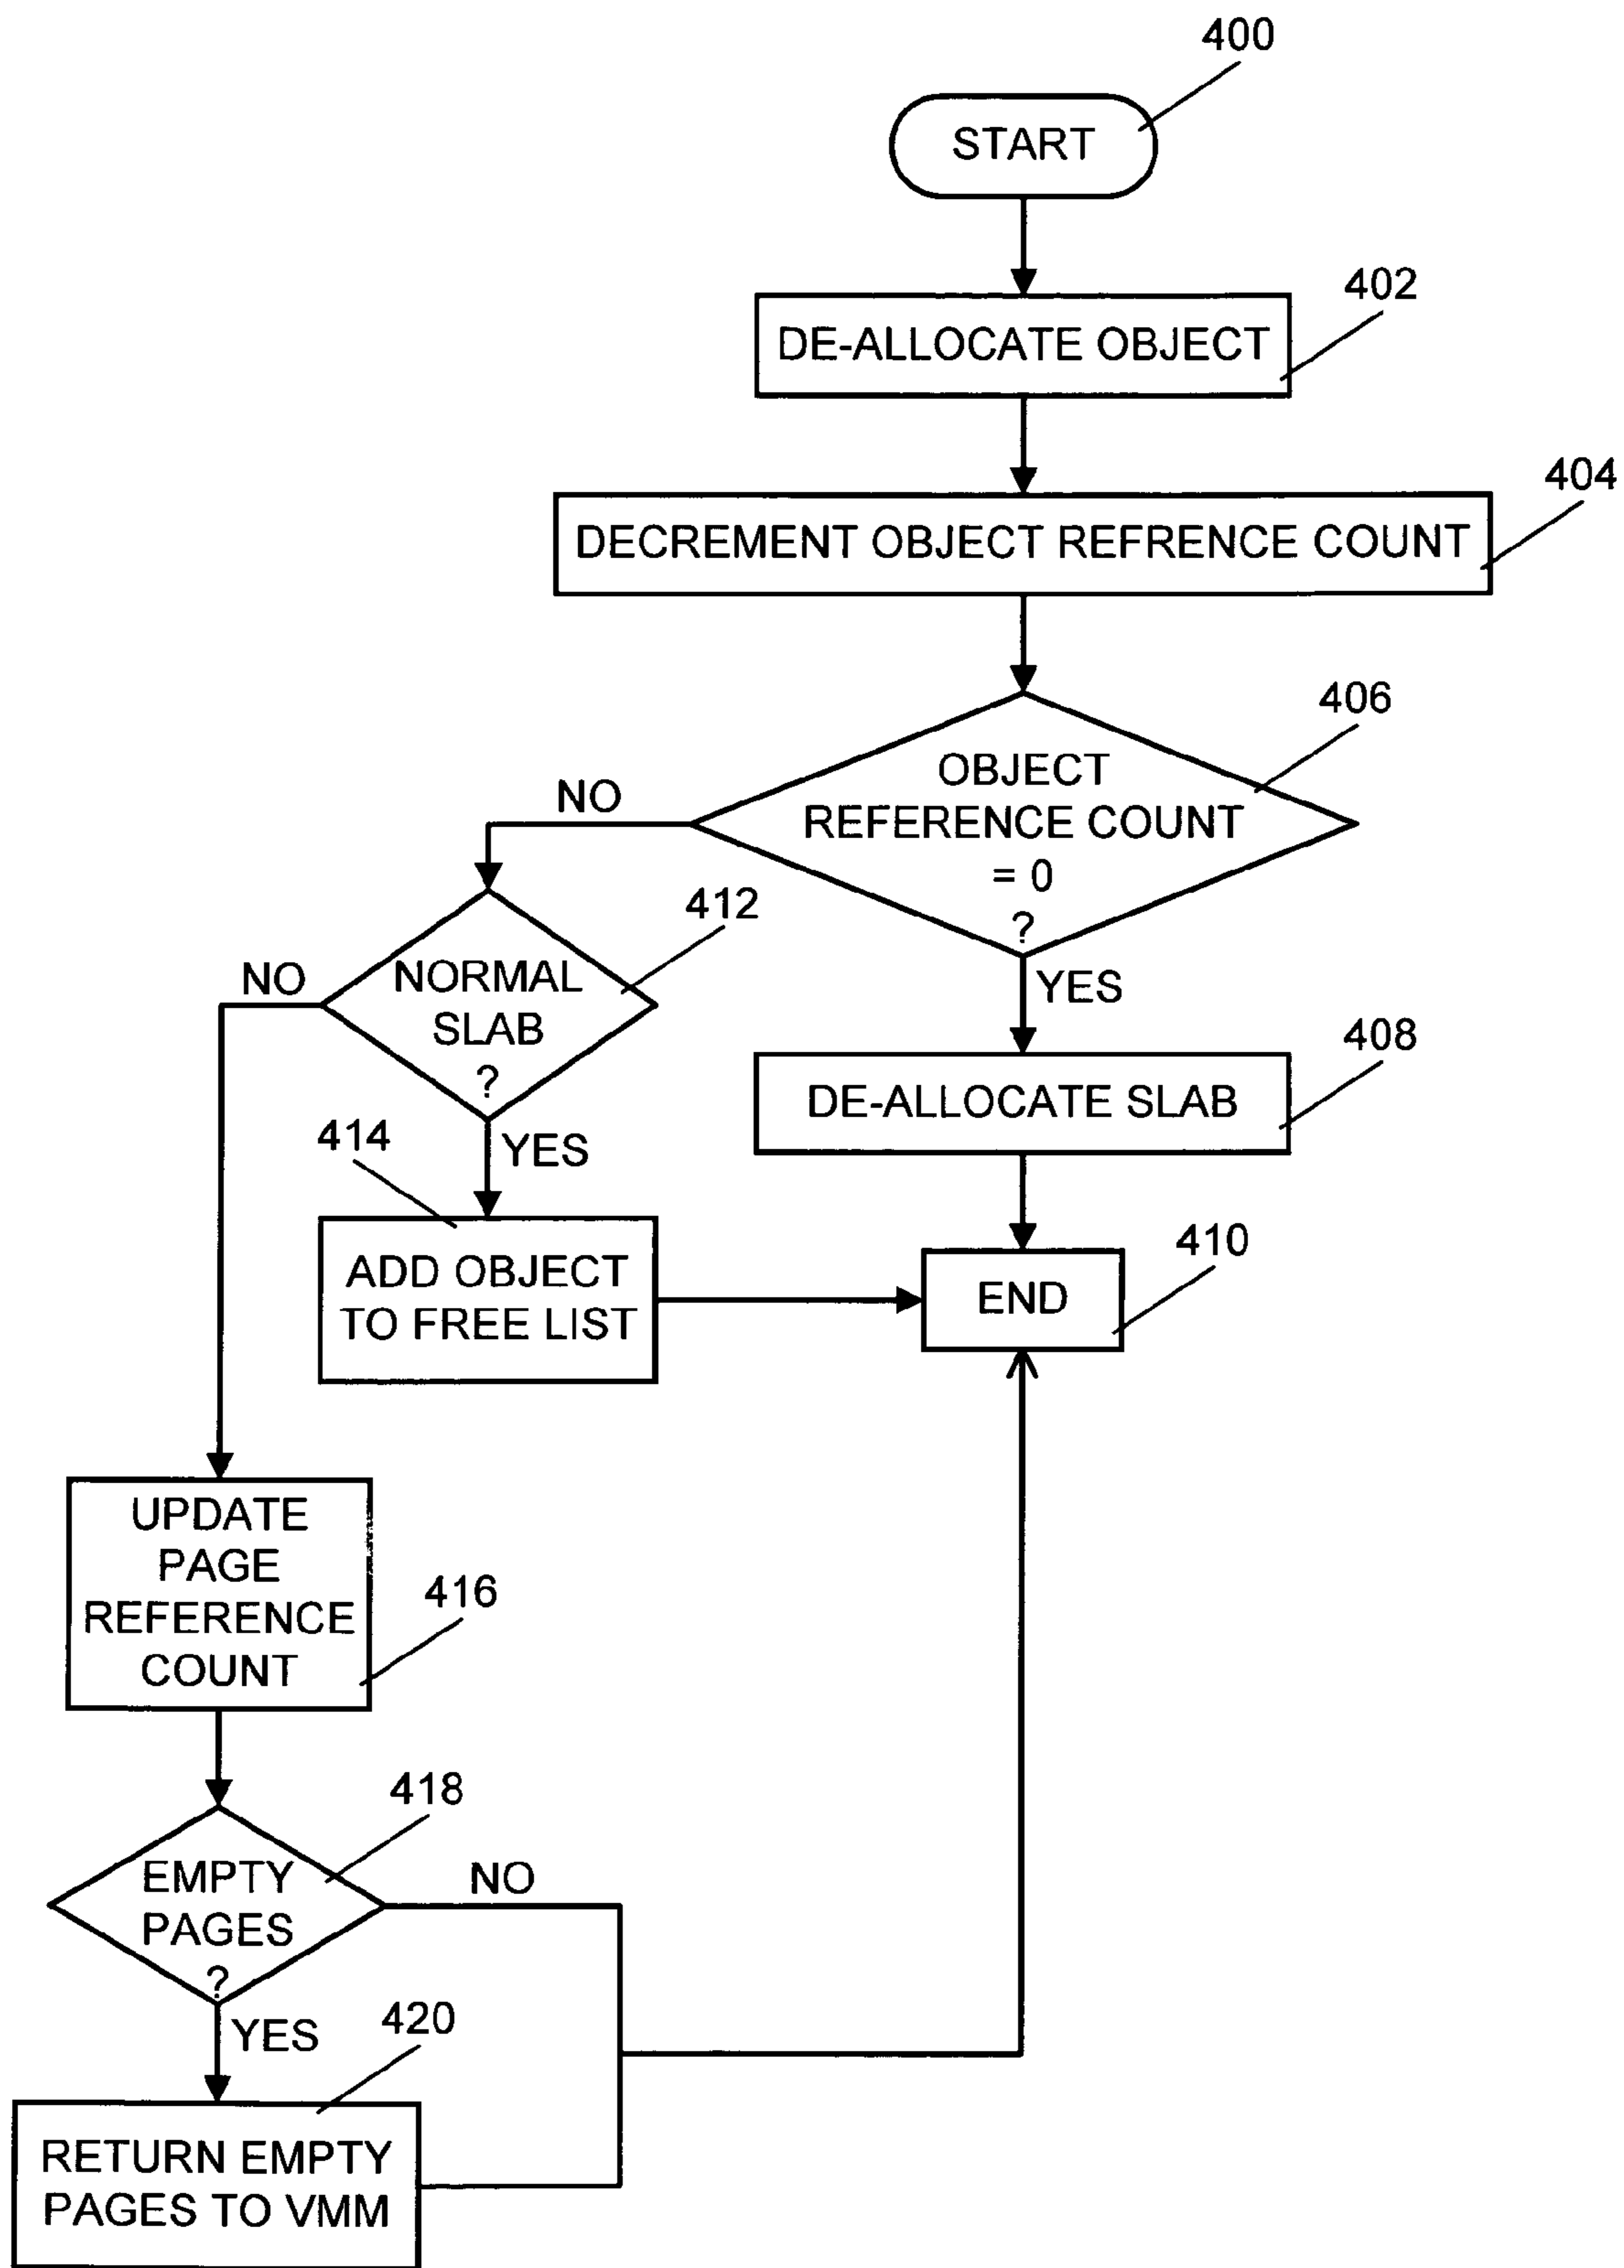 400
START
402
DE-ALLOCATE OBJECT
404
DECREMENT OBJECT REFRENCE COUNT
406
OBJECT
REFERENCE COUNT
= 0
?
NO
YES
412
NORMAL
SLAB
?
NO
YES
408
DE-ALLOCATE SLAB
414
ADD OBJECT
TO FREE LIST
410
END
UPDATE
PAGE
REFERENCE
COUNT
416
418
EMPTY
PAGES
?
NO
YES
420
RETURN EMPTY
PAGES TO VMM